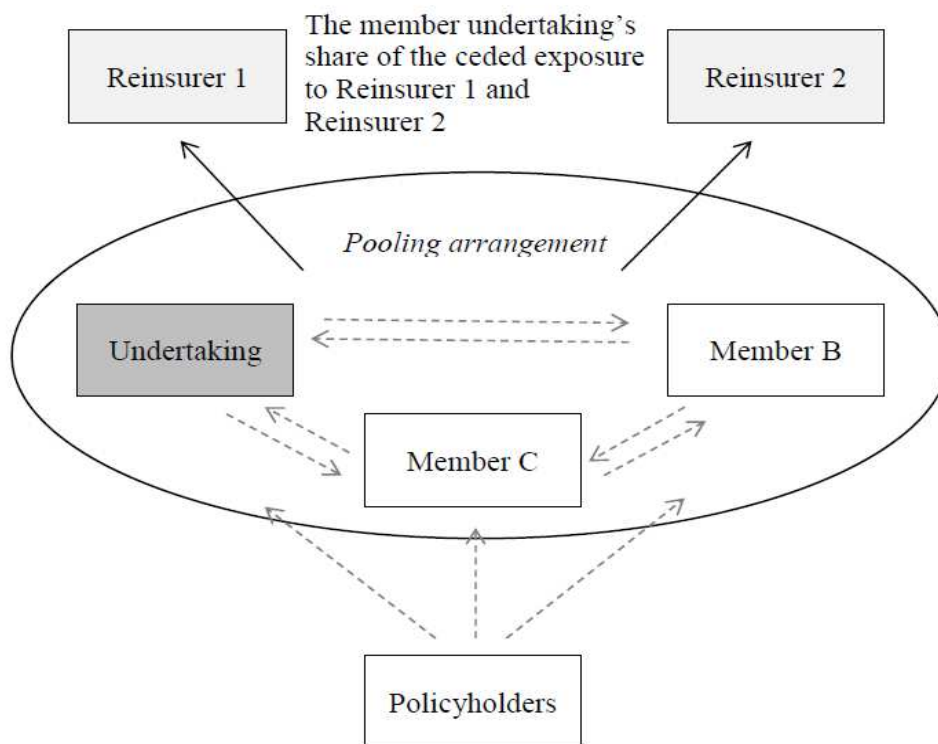 Reinsurer 1
The member undertaking’s
share of the ceded exposure
to Reinsurer 1 and
Reinsurer 2
Reinsurer 2
Pooling arrangement
Undertaking
Member B
Member C
Policyholders